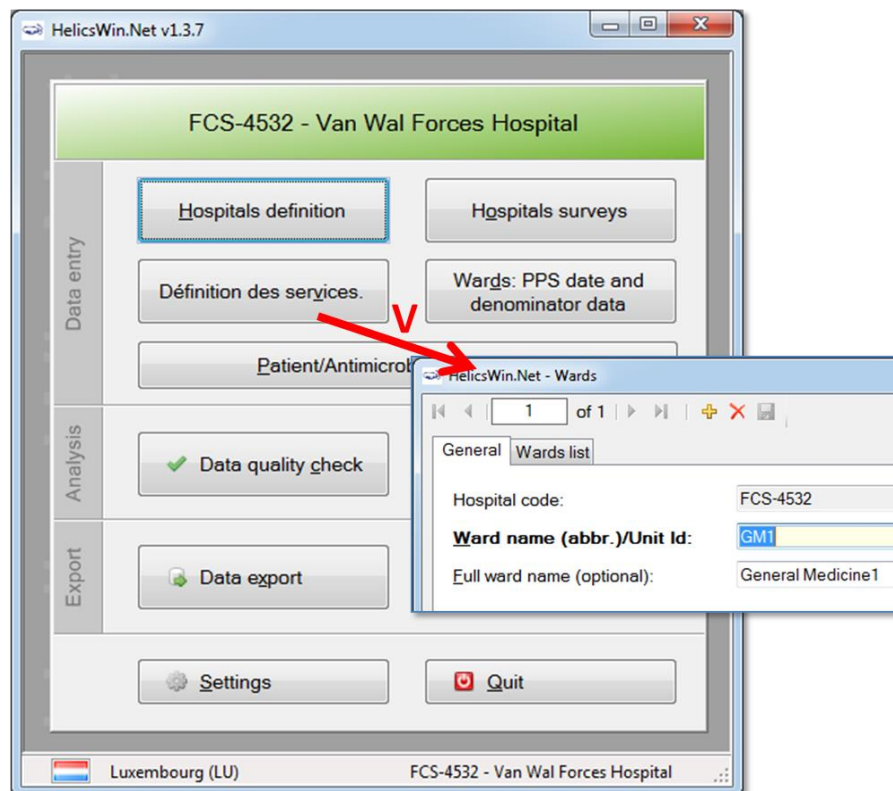 HelicsWin.Net v1.3.7
FCS-4532 - Van Wal Forces Hospital
Data entry
Hospitals definition
Hospitals surveys
Définition des services.
Wards: PPS date and
denominator data
V
Patient/Antimicrob
HelicsWin.Net - Wards
1 of 1
General Wards list
Hospital code: FCS-4532
Ward name (abbr.)/Unit Id: GM1
Full ward name (optional): General Medicine1
Analysis
Data quality check
Export
Data export
Settings
Quit
Luxembourg (LU) FCS-4532 - Van Wal Forces Hospital